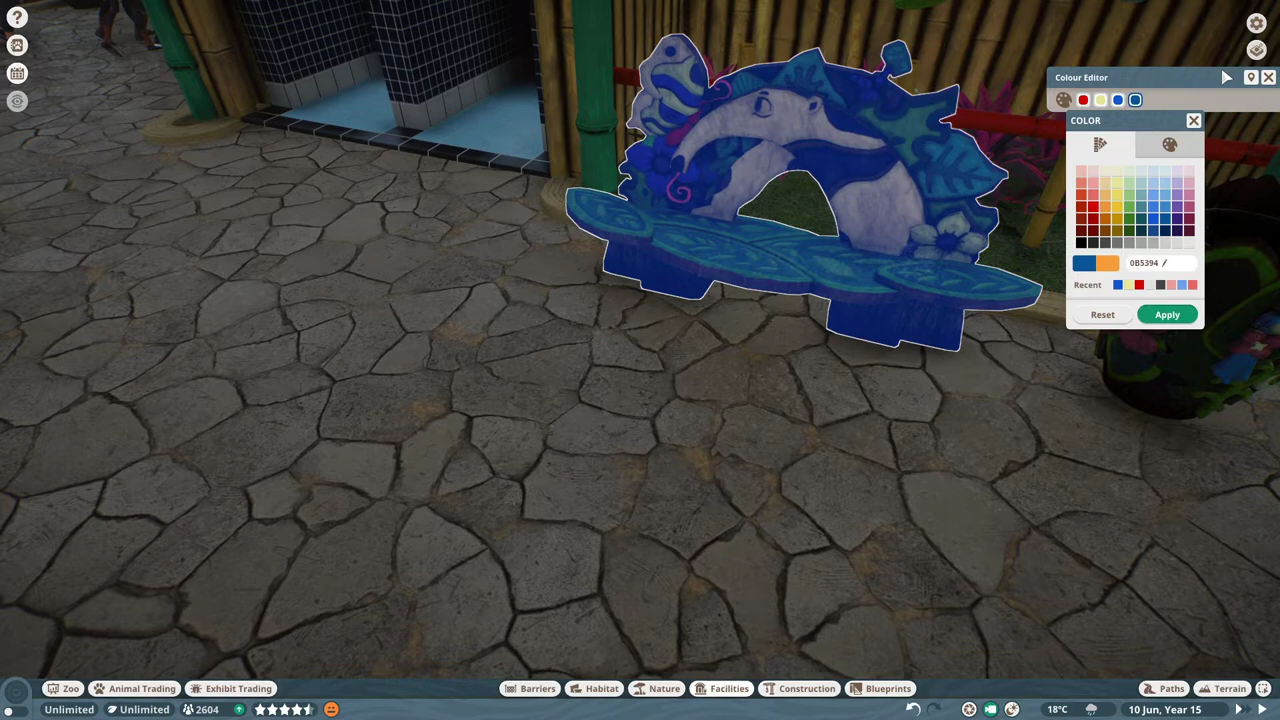 Colour Editor
COLOR
0B5394 /
Recent
Reset Apply
Zoo Animal Trading Exhibit Trading Barriers Habitat Nature Facilities Construction Blueprints Paths Terrain
Unlimited Unlimited 2604 18°C 10 Jun, Year 15